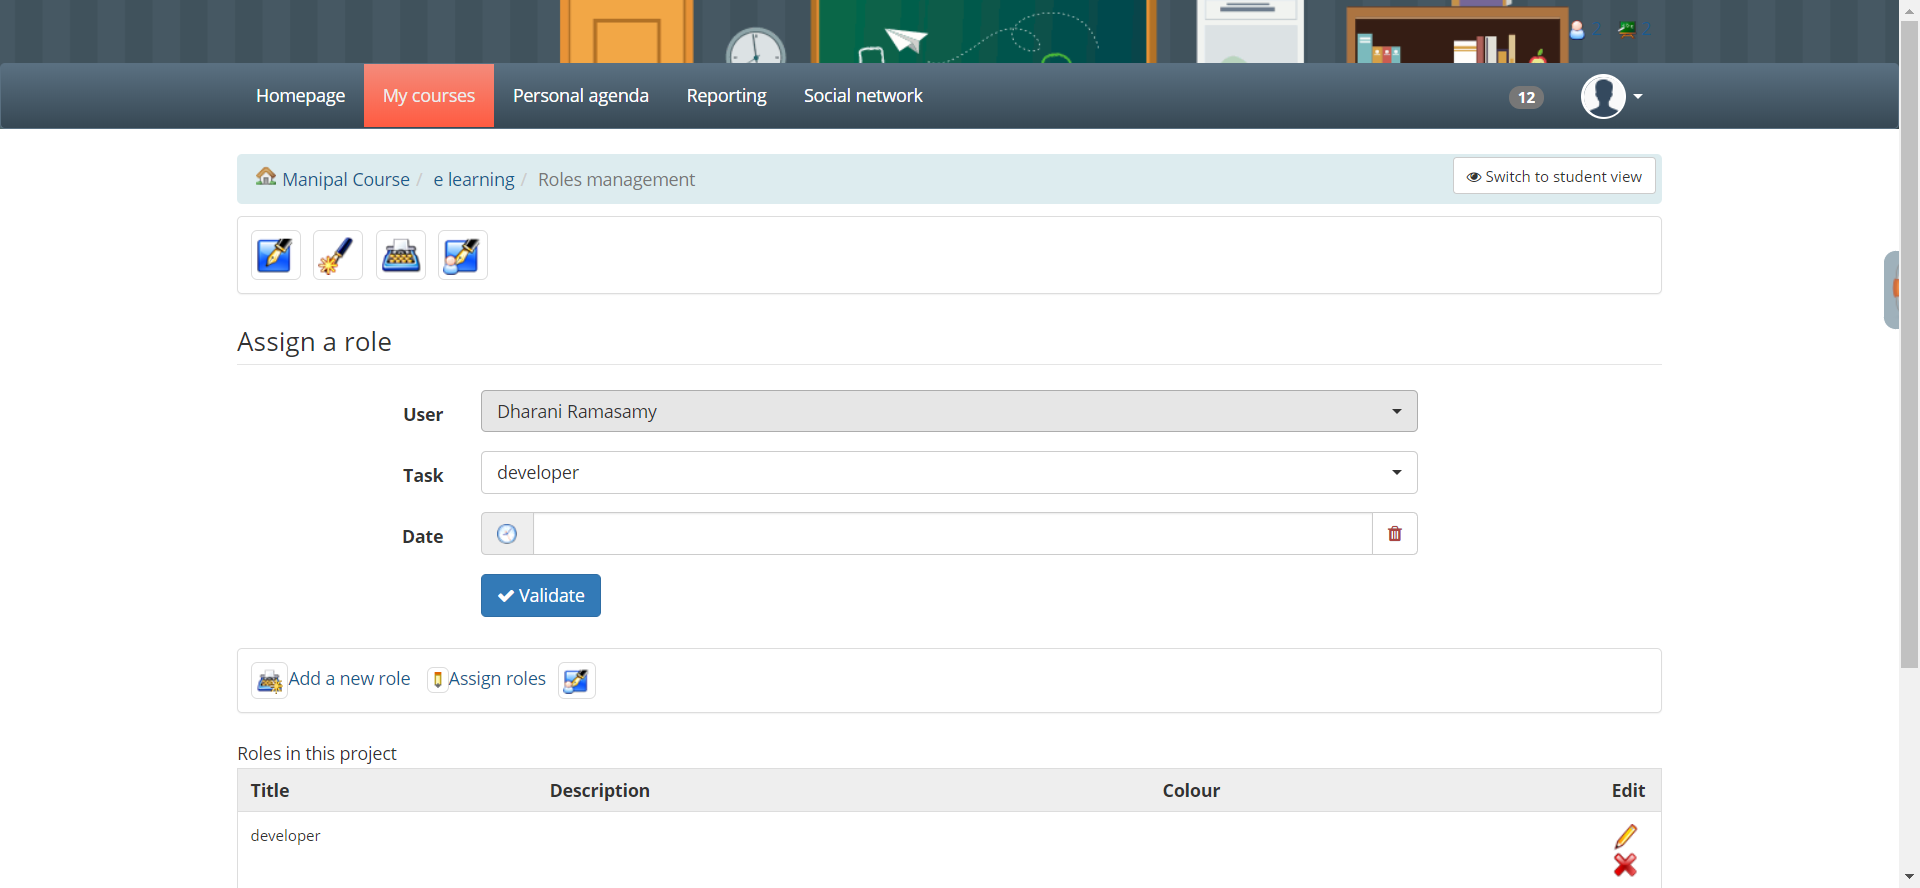 2 2
Homepage My courses Personal agenda Reporting Social network 12
Manipal Course / e learning / Roles management Switch to student view
Assign a role
User Dharani Ramasamy
Task developer
Date
Validate
Add a new role Assign roles
Roles in this project
Title Description Colour Edit
developer